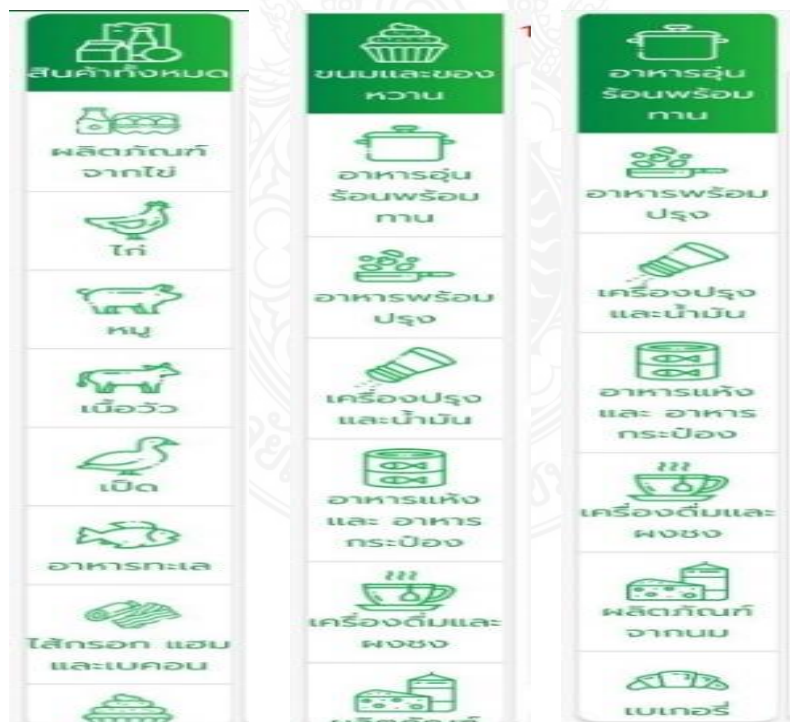 สินค้าทั้งหมด
ผลิตภัณฑ์
จากไข่
ไก่
หมู
เนื้อวัว
เป็ด
อาหารทะเล
ไส้กรอก แฮม
และเบคอน
ขนมและของ
หวาน
อาหารอุ่น
ร้อนพร้อม
ทาน
อาหารพร้อม
ปรุง
เครื่องปรุง
และน้ำมัน
อาหารแห้ง
และ อาหาร
กระป๋อง
เครื่องดื่มและ
ผงชง
ผลิตภัณฑ์
อาหารอุ่น
ร้อนพร้อม
ทาน
อาหารพร้อม
ปรุง
เครื่องปรุง
และน้ำมัน
อาหารแห้ง
และ อาหาร
กระป๋อง
เครื่องดื่มและ
ผงชง
ผลิตภัณฑ์
จากนม
เบเกอรี่